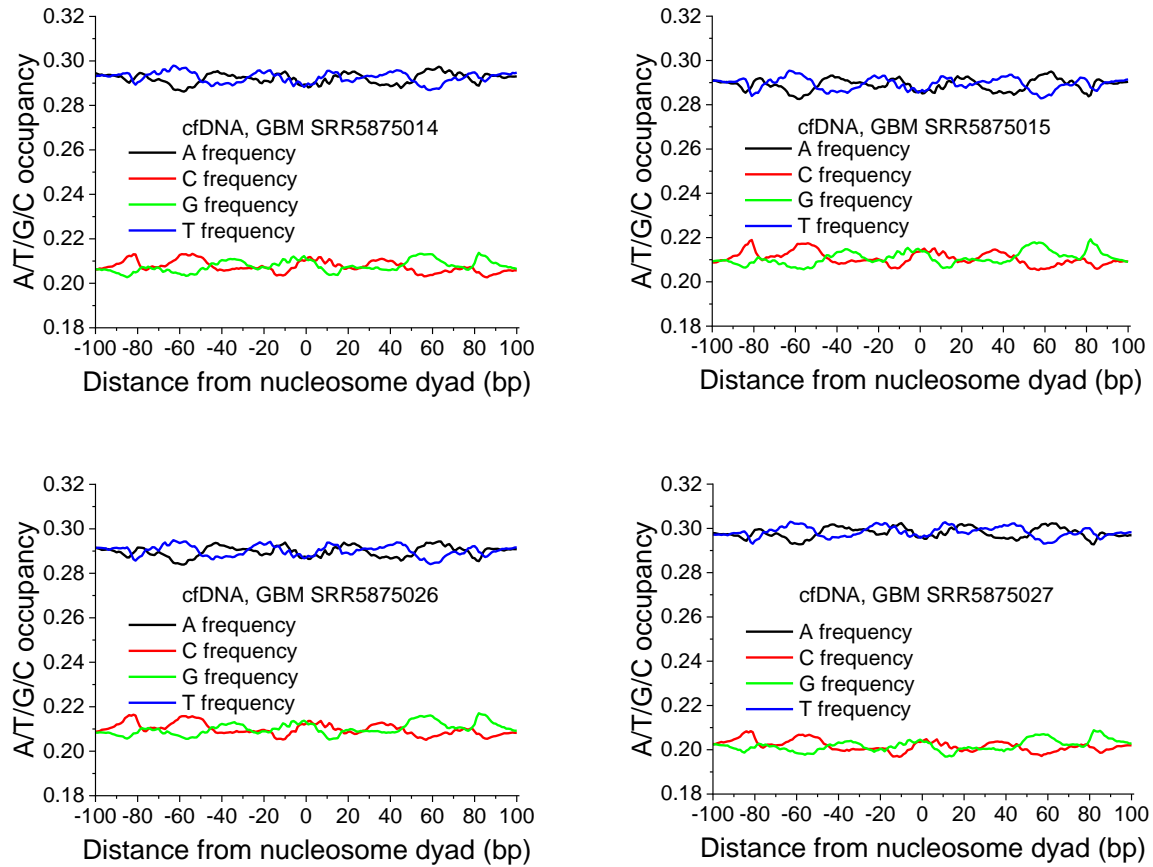 A/T/G/C occupancy
0.32
0.30
0.28
0.26
0.24
0.22
0.20
0.18
cfDNA, GBM SRR5875014
A frequency
C frequency
G frequency
T frequency
-100 -80 -60 -40 -20 0 20 40 60 80 100
Distance from nucleosome dyad (bp)
A/T/G/C occupancy
0.32
0.30
0.28
0.26
0.24
0.22
0.20
0.18
cfDNA, GBM SRR5875015
A frequency
C frequency
G frequency
T frequency
-100 -80 -60 -40 -20 0 20 40 60 80 100
Distance from nucleosome dyad (bp)
A/T/G/C occupancy
0.32
0.30
0.28
0.26
0.24
0.22
0.20
0.18
cfDNA, GBM SRR5875026
A frequency
C frequency
G frequency
T frequency
-100 -80 -60 -40 -20 0 20 40 60 80 100
Distance from nucleosome dyad (bp)
A/T/G/C occupancy
0.32
0.30
0.28
0.26
0.24
0.22
0.20
0.18
cfDNA, GBM SRR5875027
A frequency
C frequency
G frequency
T frequency
-100 -80 -60 -40 -20 0 20 40 60 80 100
Distance from nucleosome dyad (bp)